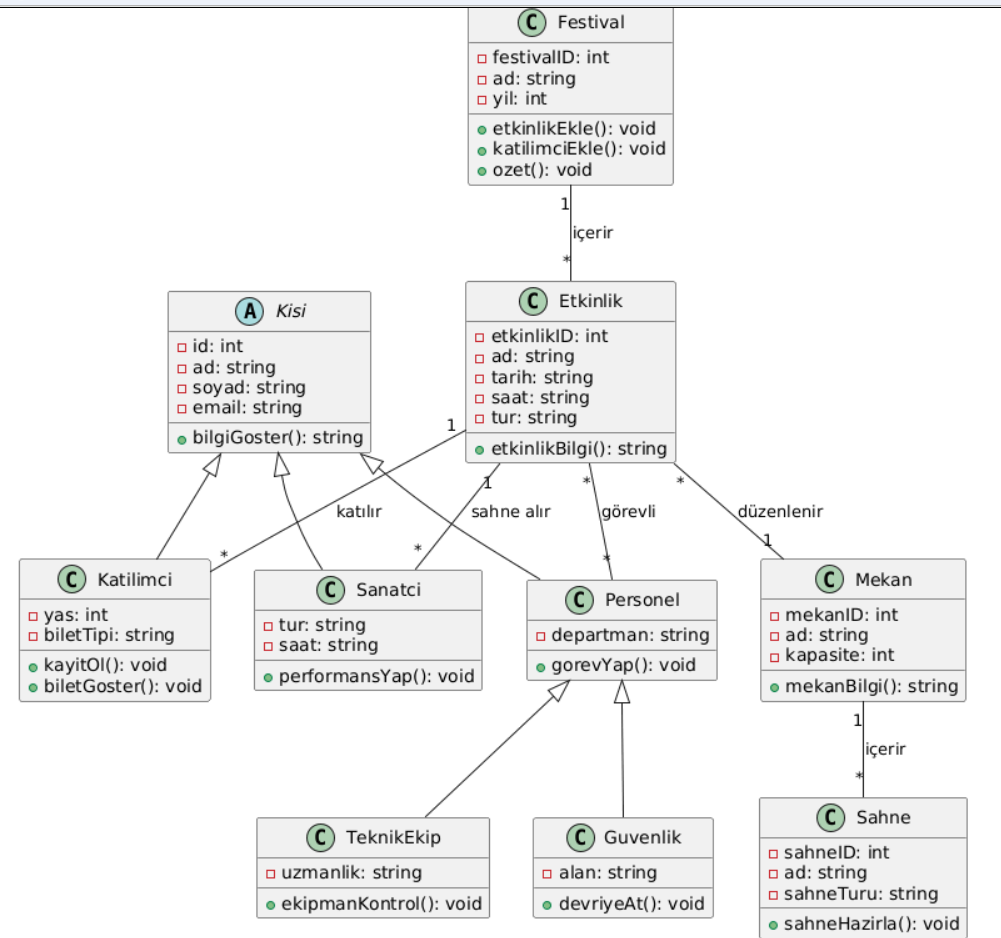 C Festival
festivalID: int
ad: string
yil: int
etkinlikEkle(): void
katilimciEkle(): void
ozet(): void
1
içerir
*
A Kisi
id: int
ad: string
soyad: string
email: string
bilgiGoster(): string
C Etkinlik
etkinlikID: int
ad: string
tarih: string
saat: string
tur: string
etkinlikBilgi(): string
1
katılır
*
1
sahne alır
*
*
görevli
*
*
düzenlenir
1
C Katilimci
yas: int
biletTipi: string
kayitOl(): void
biletGoster(): void
C Sanatci
tur: string
saat: string
performansYap(): void
C Personel
departman: string
gorevYap(): void
C Mekan
mekanID: int
ad: string
kapasite: int
mekanBilgi(): string
1
içerir
*
C TeknikEkip
uzmanlik: string
ekipmanKontrol(): void
C Guvenlik
alan: string
devriyeAt(): void
C Sahne
sahneID: int
ad: string
sahneTuru: string
sahneHazirla(): void